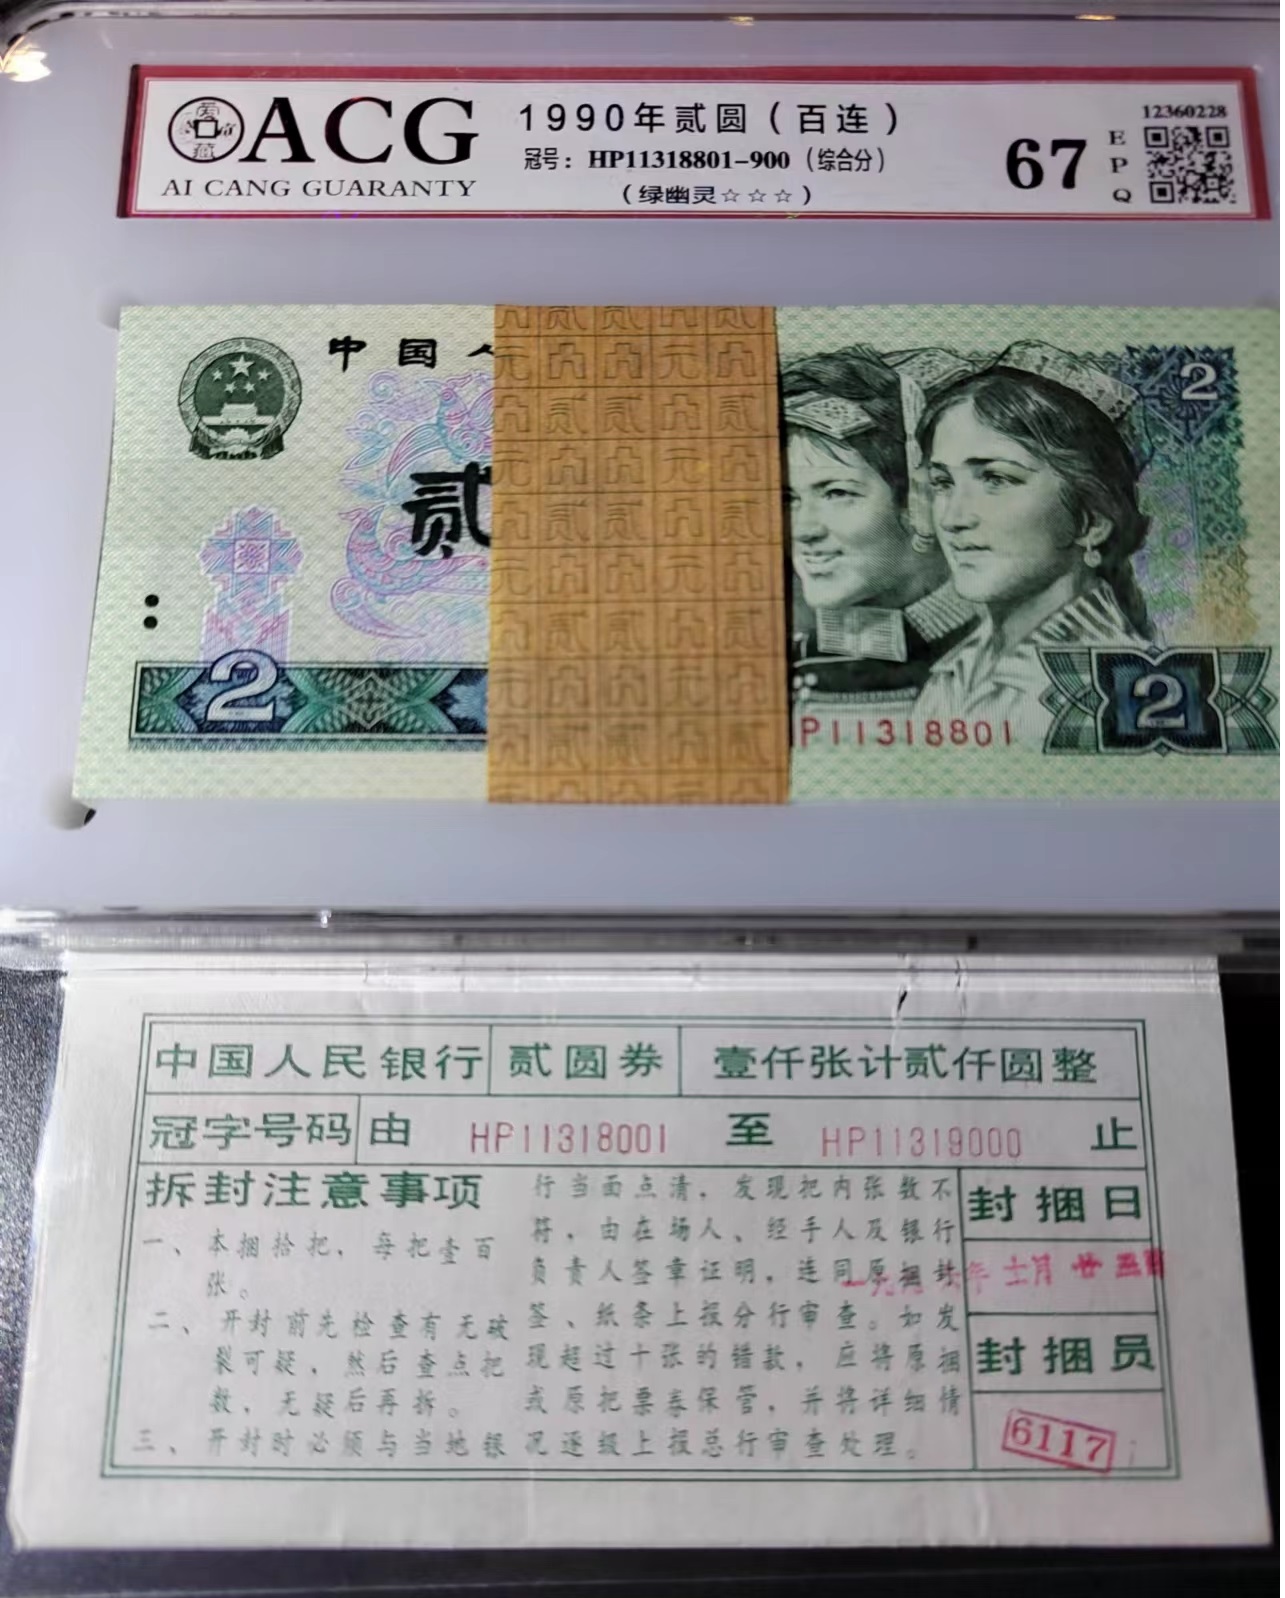 ACG
AI CANG GUARANTY
1990年贰圆（百连）
冠号：HP11318801-900（综合分）
（绿幽灵☆☆☆）
67
EPQ
12360228
中国人
贰
2
2
2
P11318801
中国人民银行 贰圆券 壹仟张计贰仟圆整
冠字号码 由 HP11318001 至 HP11319000 止
拆封注意事项
一、本捆拾把，每把壹百
张。
二、开封前先检查有无破
裂可疑，然后查点把
数，无疑后再拆。
三、开封时必须与当地银
行当面点清，发现把内张数不
符，由在场人、经手人及银行
负责人签章证明，连同原捆封
签、纸条上报分行审查。如发
现超过十张的错款，应将原捆
或原把票券保管，并将详细情
况逐级上报总行审查处理。
封捆日
封捆员
6117